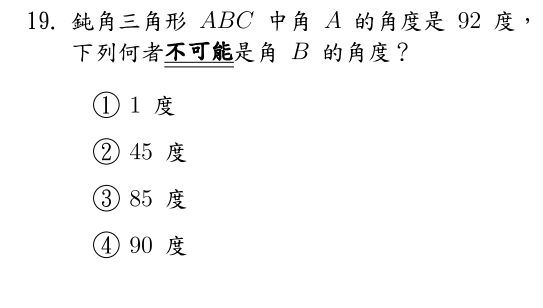 19. 鈍角三角形 ABC 中角 A 的角度是 92 度，
下列何者不可能是角 B 的角度？
① 1 度
② 45 度
③ 85 度
④ 90 度